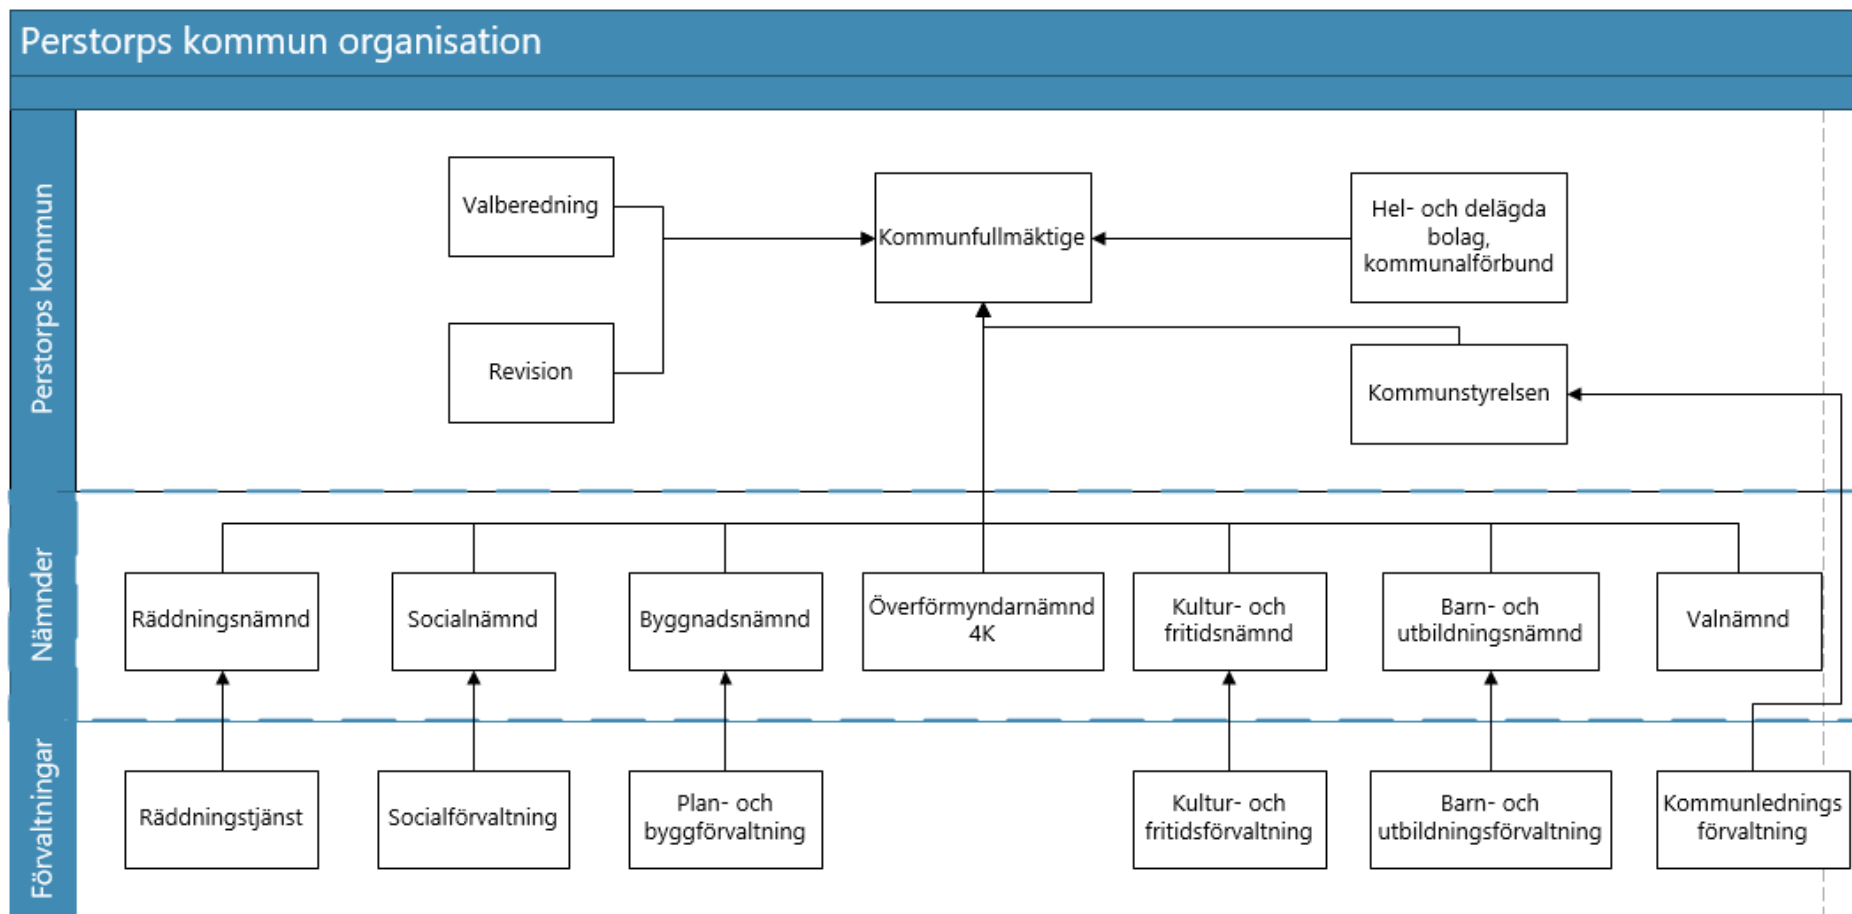 Perstorps kommun organisation
Perstorps kommun
Valberedning
Kommunfullmäktige
Hel- och delägda
bolag,
kommunalförbund
Revision
Kommunstyrelsen
Nämnder
Räddningsnämnd
Socialnämnd
Byggnadsnämnd
Överförmyndarnämnd
4K
Kultur- och
fritidsnämnd
Barn- och
utbildningsnämnd
Valnämnd
Förvaltningar
Räddningstjänst
Socialförvaltning
Plan- och
byggförvaltning
Kultur- och
fritidsförvaltning
Barn- och
utbildningsförvaltning
Kommunlednings
förvaltning